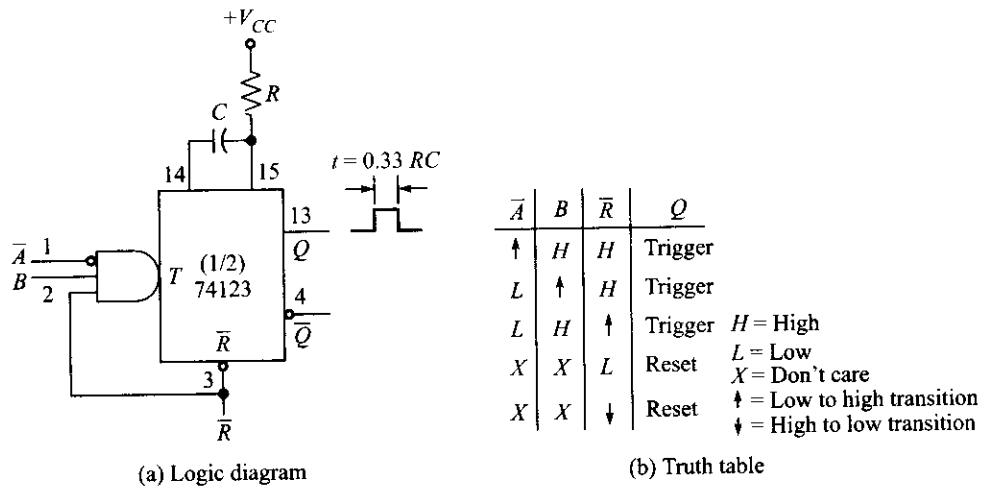 +V_CC
R
C
14
15
t = 0.33 RC
13
Q
A̅ 1
B
2
T
(1/2)
74123
4
Q̅
R̅
3
R̅
(a) Logic diagram
A̅ B R̅ Q
↑ H H Trigger
L ↑ H Trigger
L H ↑ Trigger
X X L Reset
X X ↓ Reset
H = High
L = Low
X = Don't care
↑ = Low to high transition
↓ = High to low transition
(b) Truth table